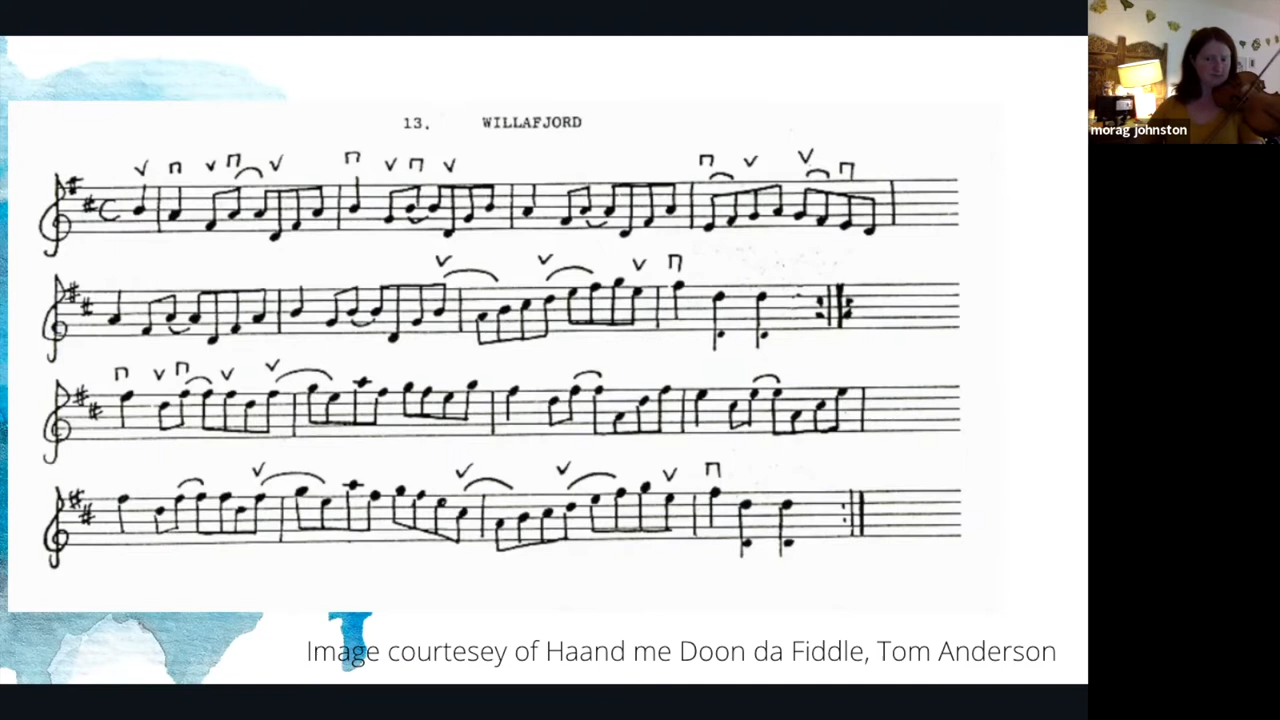 13. WILLAFJORD
morag johnston
Image courtesey of Haand me Doon da Fiddle, Tom Anderson